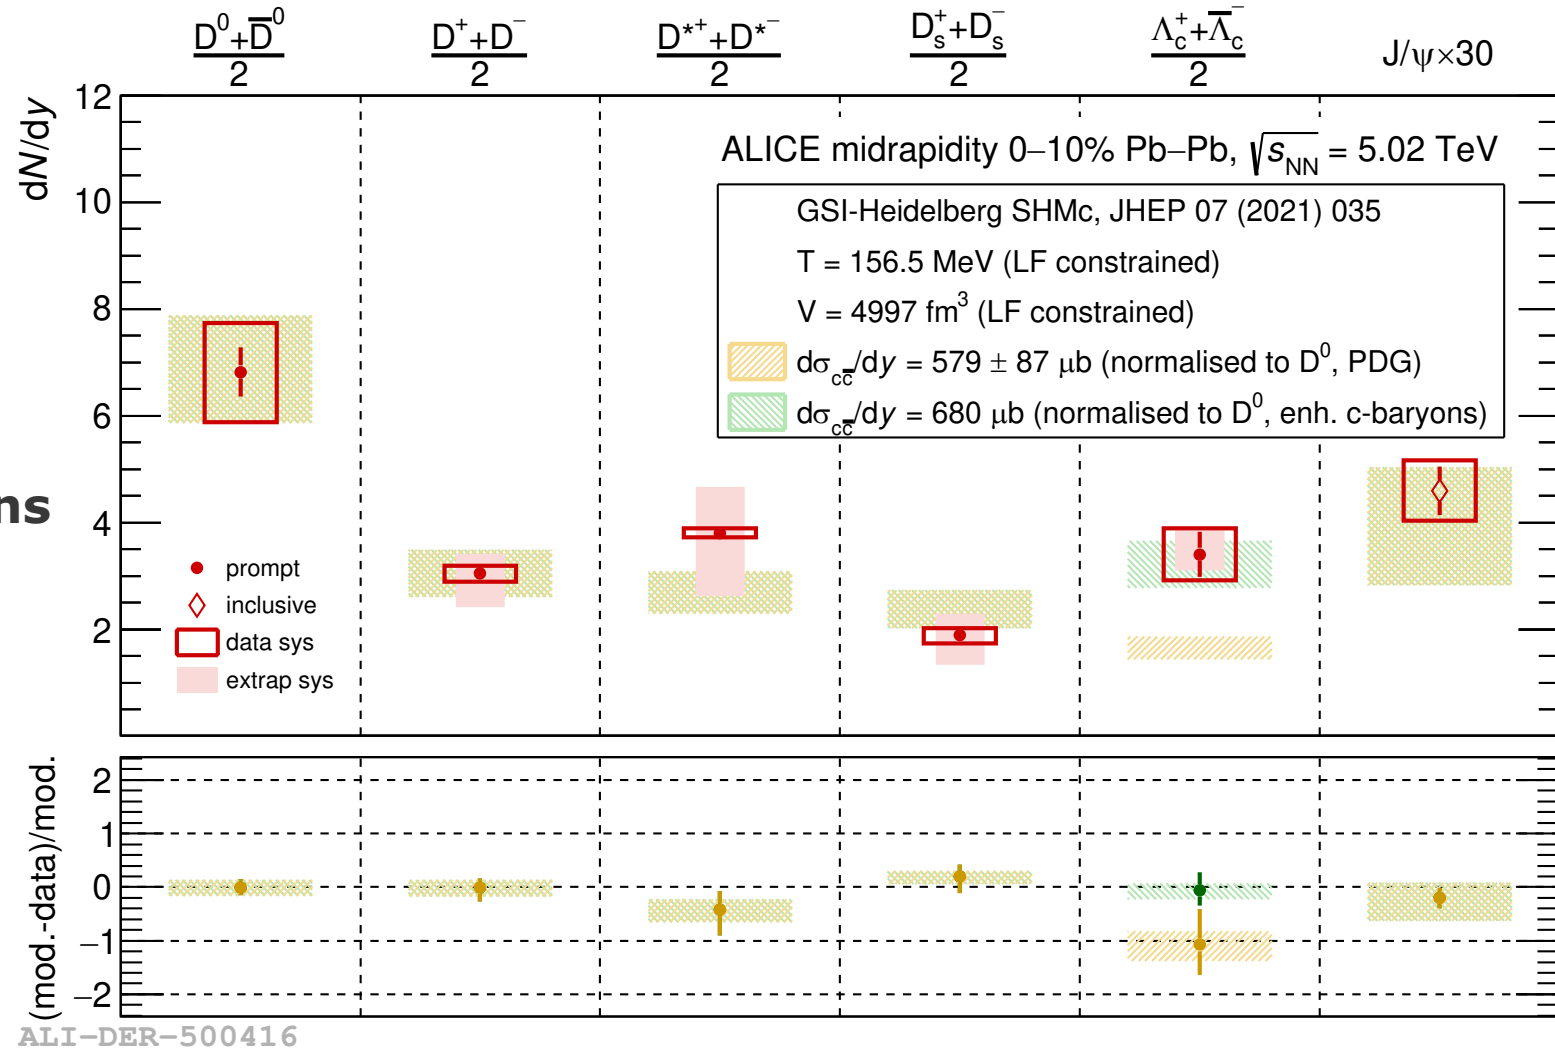 D⁰+D̅⁰ / 2
D⁺+D⁻ / 2
D*⁺+D*⁻ / 2
Dₛ⁺+Dₛ⁻ / 2
Λc⁺+Λ̅c⁻ / 2
J/ψ×30
dN/dy
12
10
8
6
4
2
ALICE midrapidity 0–10% Pb–Pb, √sNN = 5.02 TeV
GSI-Heidelberg SHMc, JHEP 07 (2021) 035
T = 156.5 MeV (LF constrained)
V = 4997 fm³ (LF constrained)
dσcc̅/dy = 579 ± 87 μb (normalised to D⁰, PDG)
dσcc̅/dy = 680 μb (normalised to D⁰, enh. c-baryons)
ns
prompt
inclusive
data sys
extrap sys
(mod.-data)/mod.
2
1
0
−1
−2
ALI−DER−500416